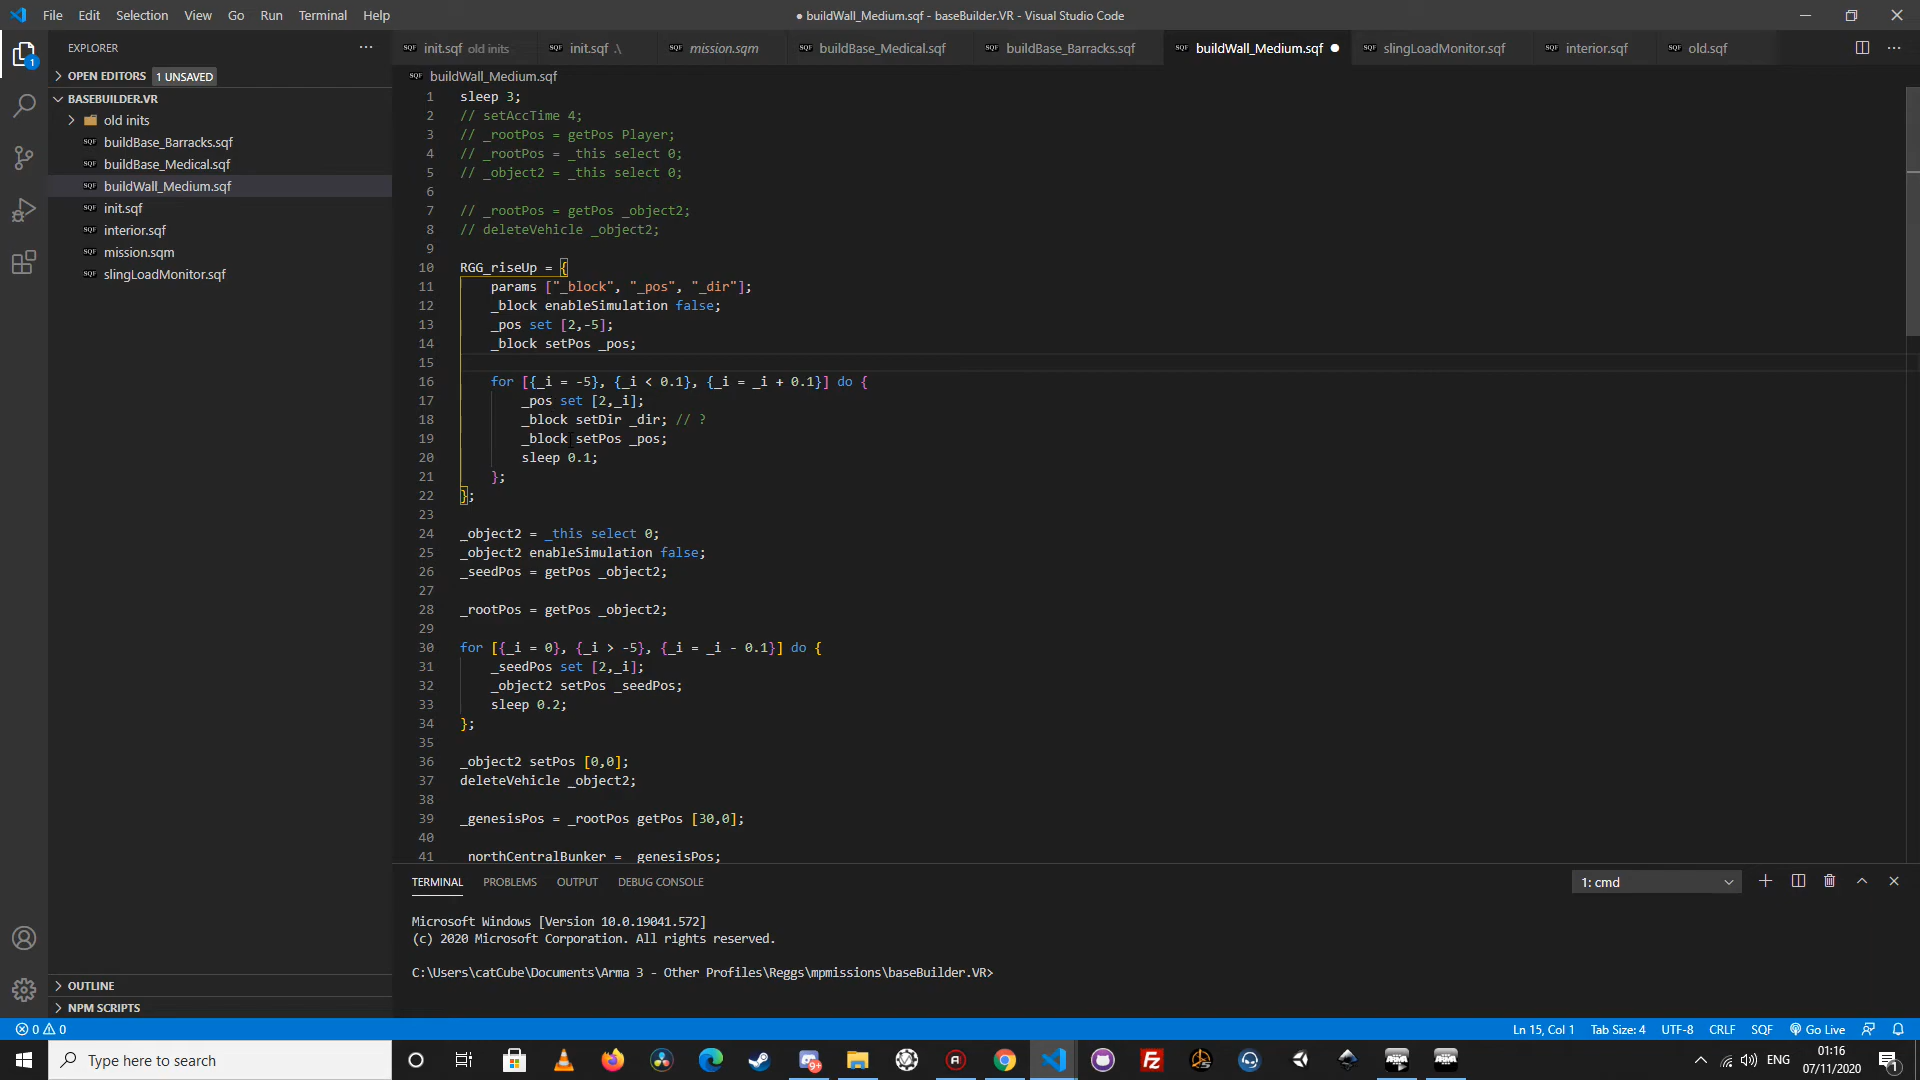 File Edit Selection View Go Run Terminal Help
● buildWall_Medium.sqf - baseBuilder.VR - Visual Studio Code
EXPLORER
OPEN EDITORS 1 UNSAVED
BASEBUILDER.VR
old inits
buildBase_Barracks.sqf
buildBase_Medical.sqf
buildWall_Medium.sqf
init.sqf
interior.sqf
mission.sqm
slingLoadMonitor.sqf
OUTLINE
NPM SCRIPTS
init.sqf old inits init.sqf .\ mission.sqm buildBase_Medical.sqf buildBase_Barracks.sqf buildWall_Medium.sqf slingLoadMonitor.sqf interior.sqf old.sqf
buildWall_Medium.sqf
1 sleep 3;
2 // setAccTime 4;
3 // _rootPos = getPos Player;
4 // _rootPos = _this select 0;
5 // _object2 = _this select 0;
6
7 // _rootPos = getPos _object2;
8 // deleteVehicle _object2;
9
10 RGG_riseUp = {
11 params ["_block", "_pos", "_dir"];
12 _block enableSimulation false;
13 _pos set [2,-5];
14 _block setPos _pos;
15
16 for [{_i = -5}, {_i < 0.1}, {_i = _i + 0.1}] do {
17 _pos set [2,_i];
18 _block setDir _dir; // ?
19 _block setPos _pos;
20 sleep 0.1;
21 };
22 };
23
24 _object2 = _this select 0;
25 _object2 enableSimulation false;
26 _seedPos = getPos _object2;
27
28 _rootPos = getPos _object2;
29
30 for [{_i = 0}, {_i > -5}, {_i = _i - 0.1}] do {
31 _seedPos set [2,_i];
32 _object2 setPos _seedPos;
33 sleep 0.2;
34 };
35
36 _object2 setPos [0,0];
37 deleteVehicle _object2;
38
39 _genesisPos = _rootPos getPos [30,0];
40
41 _northCentralBunker = _genesisPos;
TERMINAL PROBLEMS OUTPUT DEBUG CONSOLE
1: cmd
Microsoft Windows [Version 10.0.19041.572]
(c) 2020 Microsoft Corporation. All rights reserved.
C:\Users\catCube\Documents\Arma 3 - Other Profiles\Reggs\mpmissions\baseBuilder.VR>
0 0
Ln 15, Col 1 Tab Size: 4 UTF-8 CRLF SQF Go Live
Type here to search
ENG
01:16
07/11/2020